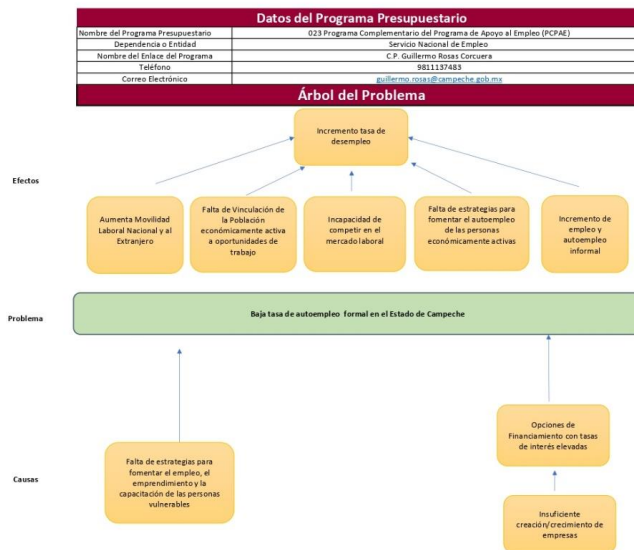 Datos del Programa Presupuestario
Nombre del Programa Presupuestario 023 Programa Complementario del Programa de Apoyo al Empleo (PCPAE)
Dependencia o Entidad Servicio Nacional de Empleo
Nombre del Enlace del Programa C.P. Guillermo Rosas Corcuera
Teléfono 9811137483
Correo Electrónico guillermo.rosas@campeche.gob.mx
Árbol del Problema
Incremento tasa de
desempleo
Efectos
Aumenta Movilidad
Laboral Nacional y al
Extranjero
Falta de Vinculación de
la Población
económicamente activa
a oportunidades de
trabajo
Incapacidad de
competir en el
mercado laboral
Falta de estrategias para
fomentar el autoempleo
de las personas
económicamente activas
Incremento de
empleo y
autoempleo
informal
Problema
Baja tasa de autoempleo formal en el Estado de Campeche
Opciones de
Financiamiento con tasas
de interés elevadas
Causas
Falta de estrategias para
fomentar el empleo, el
emprendimiento y la
capacitación de las personas
vulnerables
Insuficiente
creación/crecimiento de
empresas